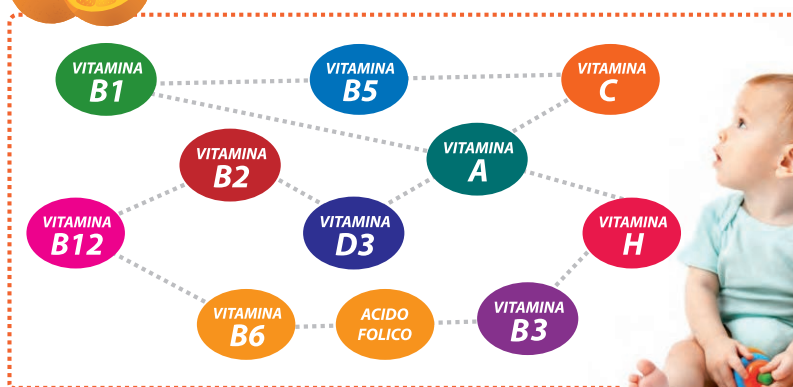 VITAMINA
B1
VITAMINA
B5
VITAMINA
C
VITAMINA
B2
VITAMINA
A
VITAMINA
B12
VITAMINA
D3
VITAMINA
H
VITAMINA
B6
ACIDO
FOLICO
VITAMINA
B3